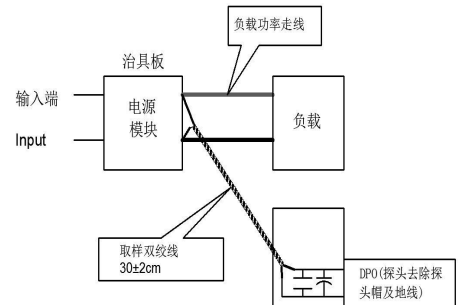 负载功率走线
治具板
输入端
Input
电源
模块
负载
取样双绞线
30±2cm
DPO(探头去除探
头帽及地线)